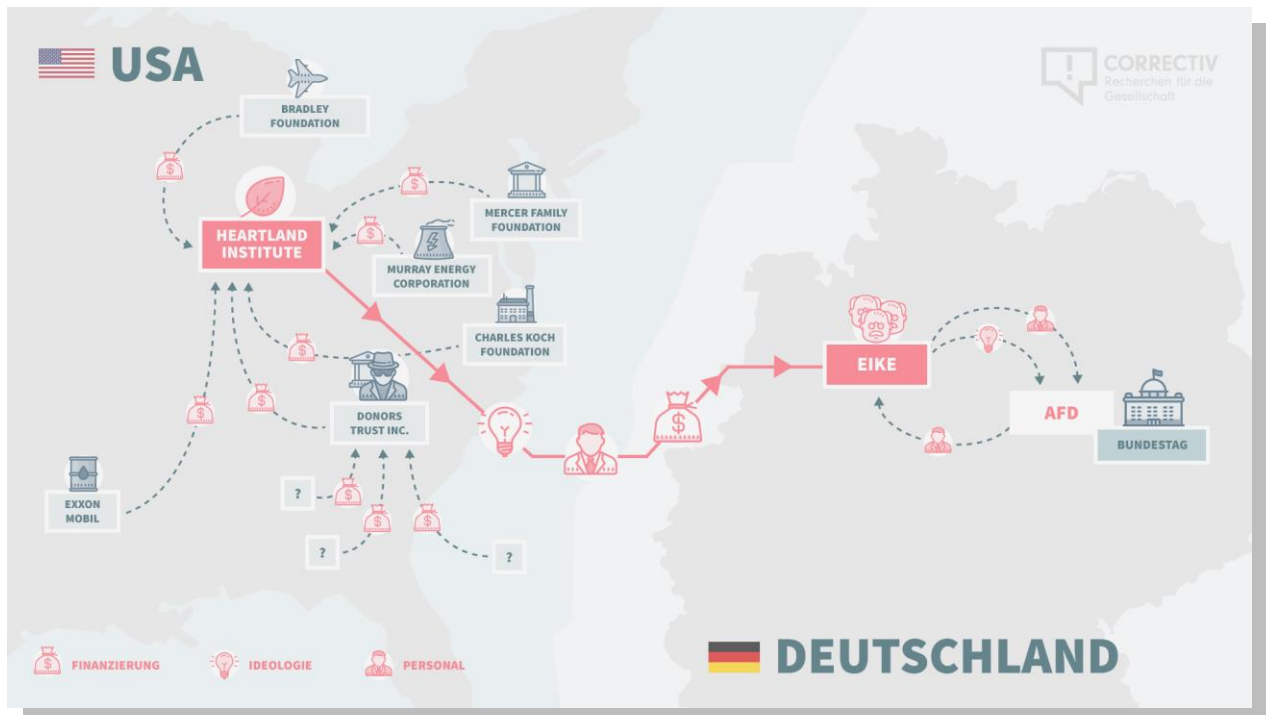 USA
CORRECTIV
Recherchen für die
Gesellschaft
BRADLEY
FOUNDATION
$
$
MERCER FAMILY
FOUNDATION
HEARTLAND
INSTITUTE
$
MURRAY ENERGY
CORPORATION
CHARLES KOCH
FOUNDATION
$
EIKE
$
$
DONORS
TRUST INC.
$
AFD
BUNDESTAG
EXXON
MOBIL
?
$
$
$
?
?
$ FINANZIERUNG
IDEOLOGIE
PERSONAL
DEUTSCHLAND